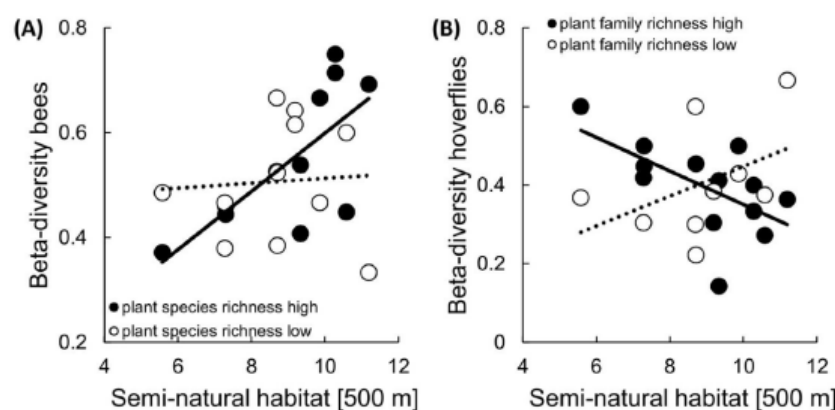 (A)
0.8
0.6
0.4
0.2
4
6
8
10
12
Beta-diversity bees
Semi-natural habitat [500 m]
plant species richness high
plant species richness low
(B)
0.8
0.6
0.4
0.2
0
4
6
8
10
12
Beta-diversity hoverflies
Semi-natural habitat [500 m]
plant family richness high
plant family richness low